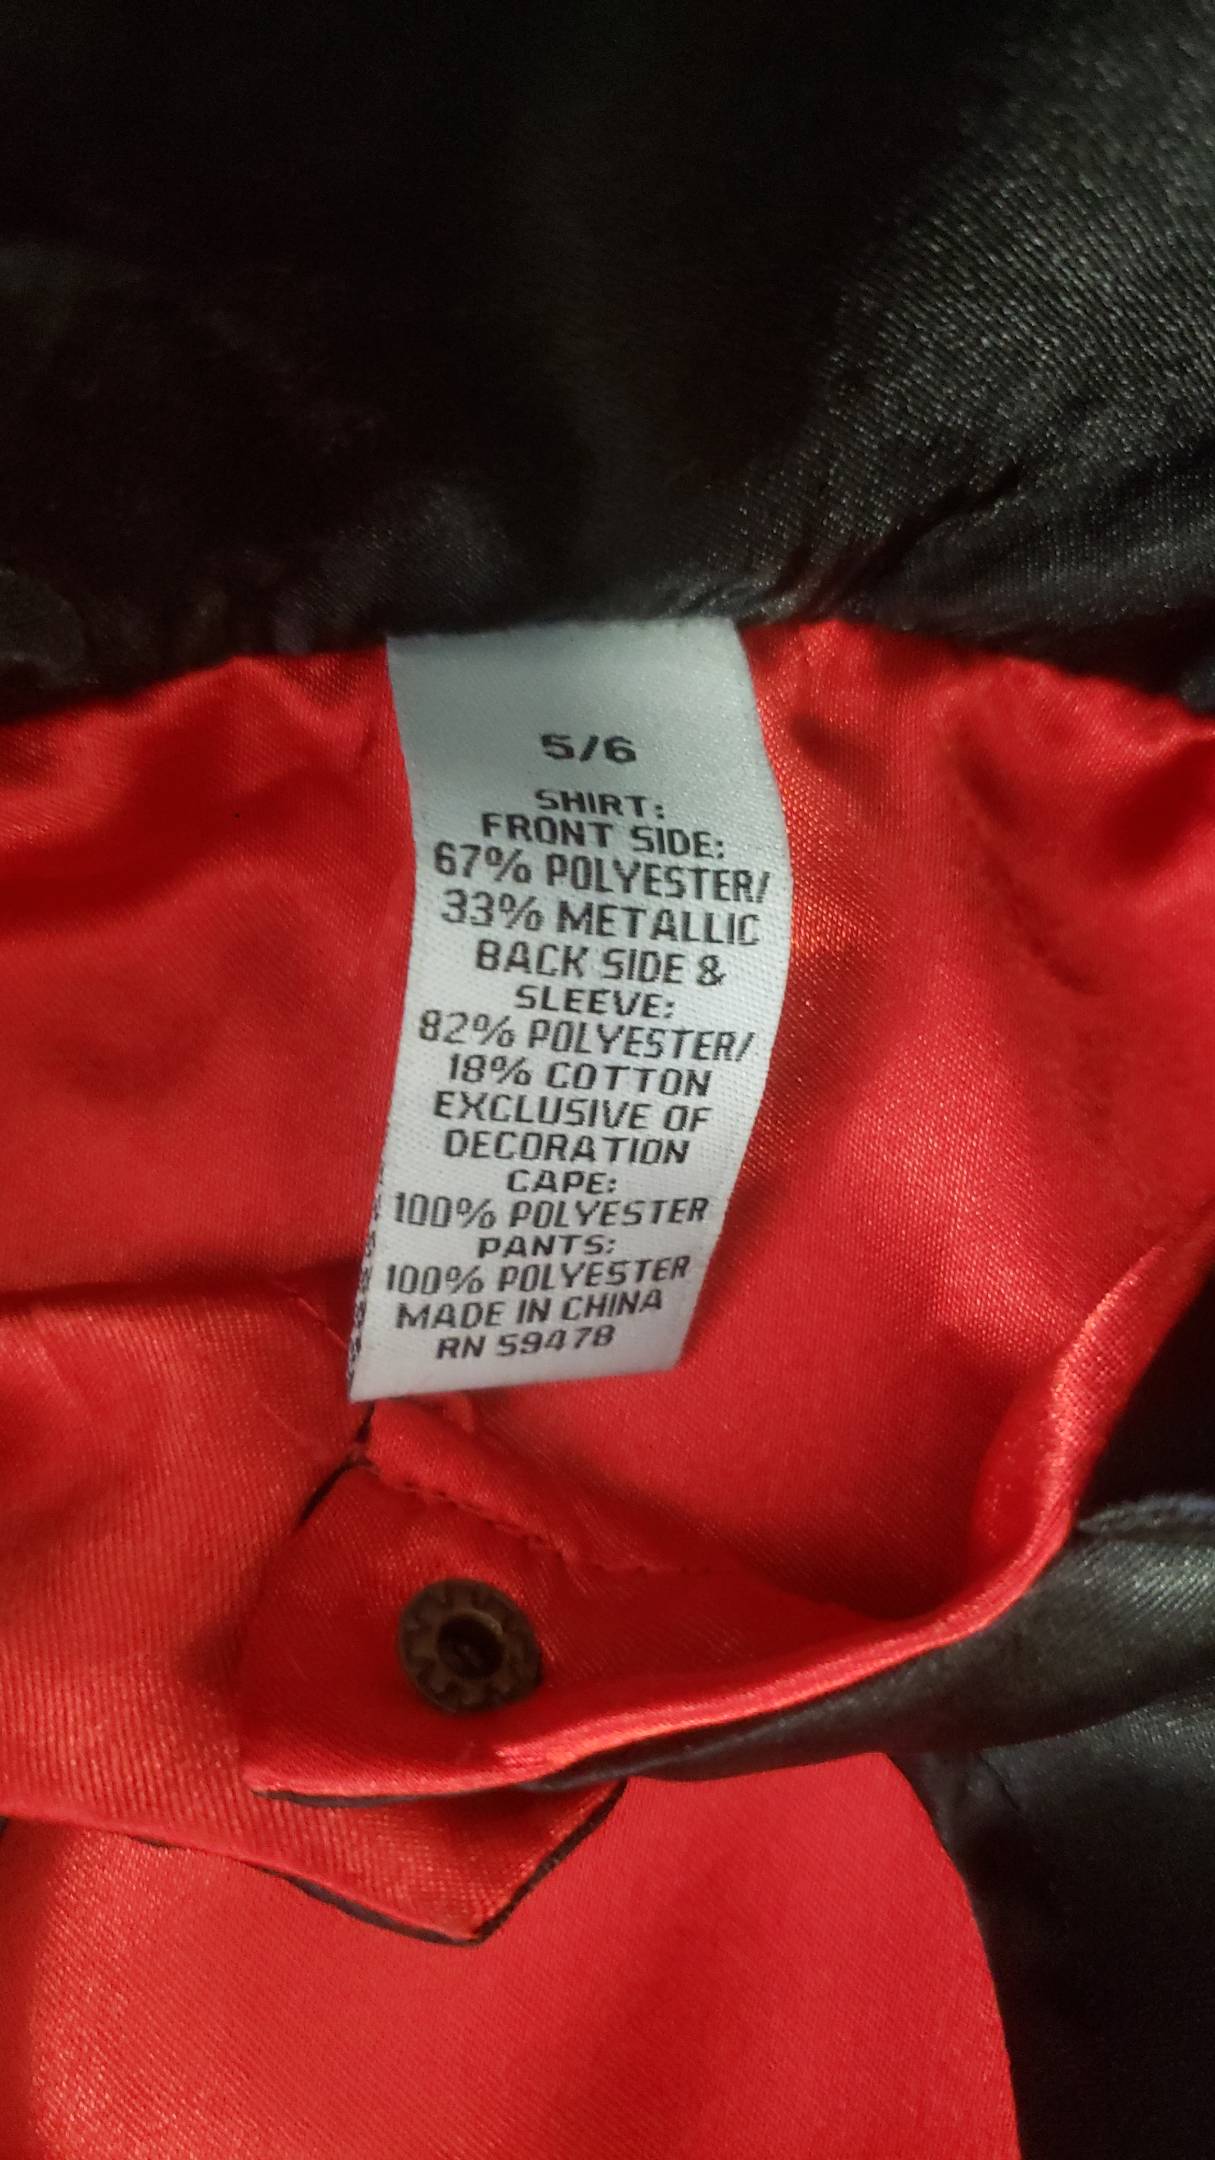 5/6
SHIRT:
FRONT SIDE:
67% POLYESTER/
33% METALLIC
BACK SIDE &
SLEEVE:
82% POLYESTER/
18% COTTON
EXCLUSIVE OF
DECORATION
CAPE:
100% POLYESTER
PANTS:
100% POLYESTER
MADE IN CHINA
RN 59478